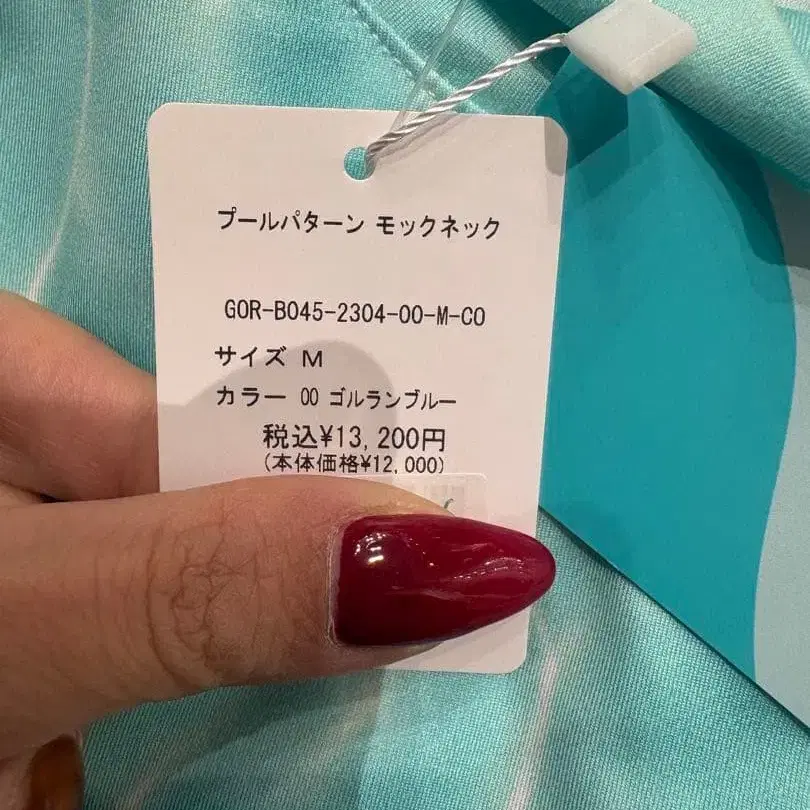 プールパターン モックネック
GOR-B045-2304-00-M-CO
サイズ M
カラー 00 ゴルランブルー
税込¥13,200円
(本体価格¥12,000)